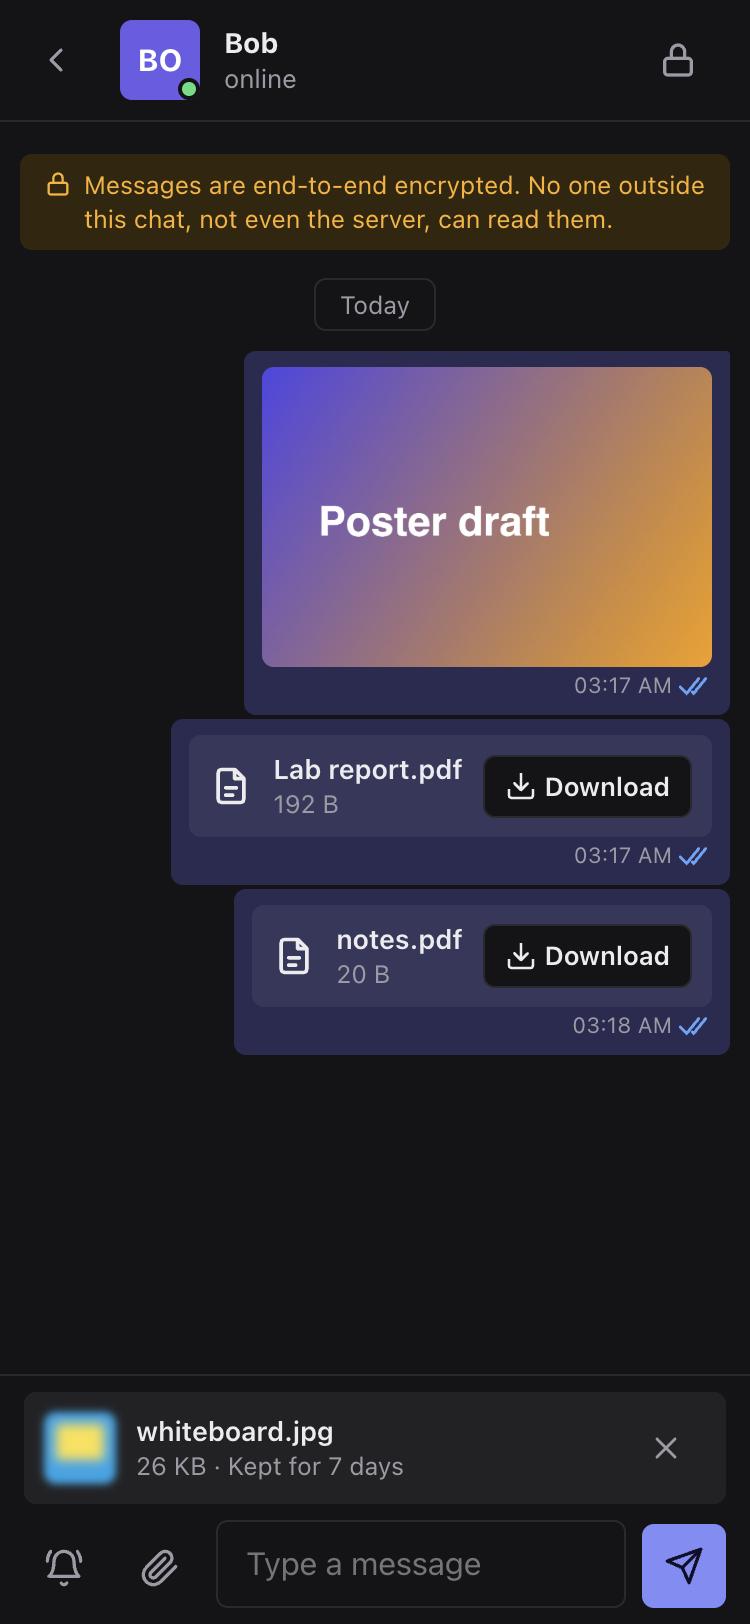 BO
Bob
online
Messages are end-to-end encrypted. No one outside
this chat, not even the server, can read them.
Today
Poster draft
03:17 AM
Lab report.pdf
192 B
Download
03:17 AM
notes.pdf
20 B
Download
03:18 AM
whiteboard.jpg
26 KB · Kept for 7 days
Type a message